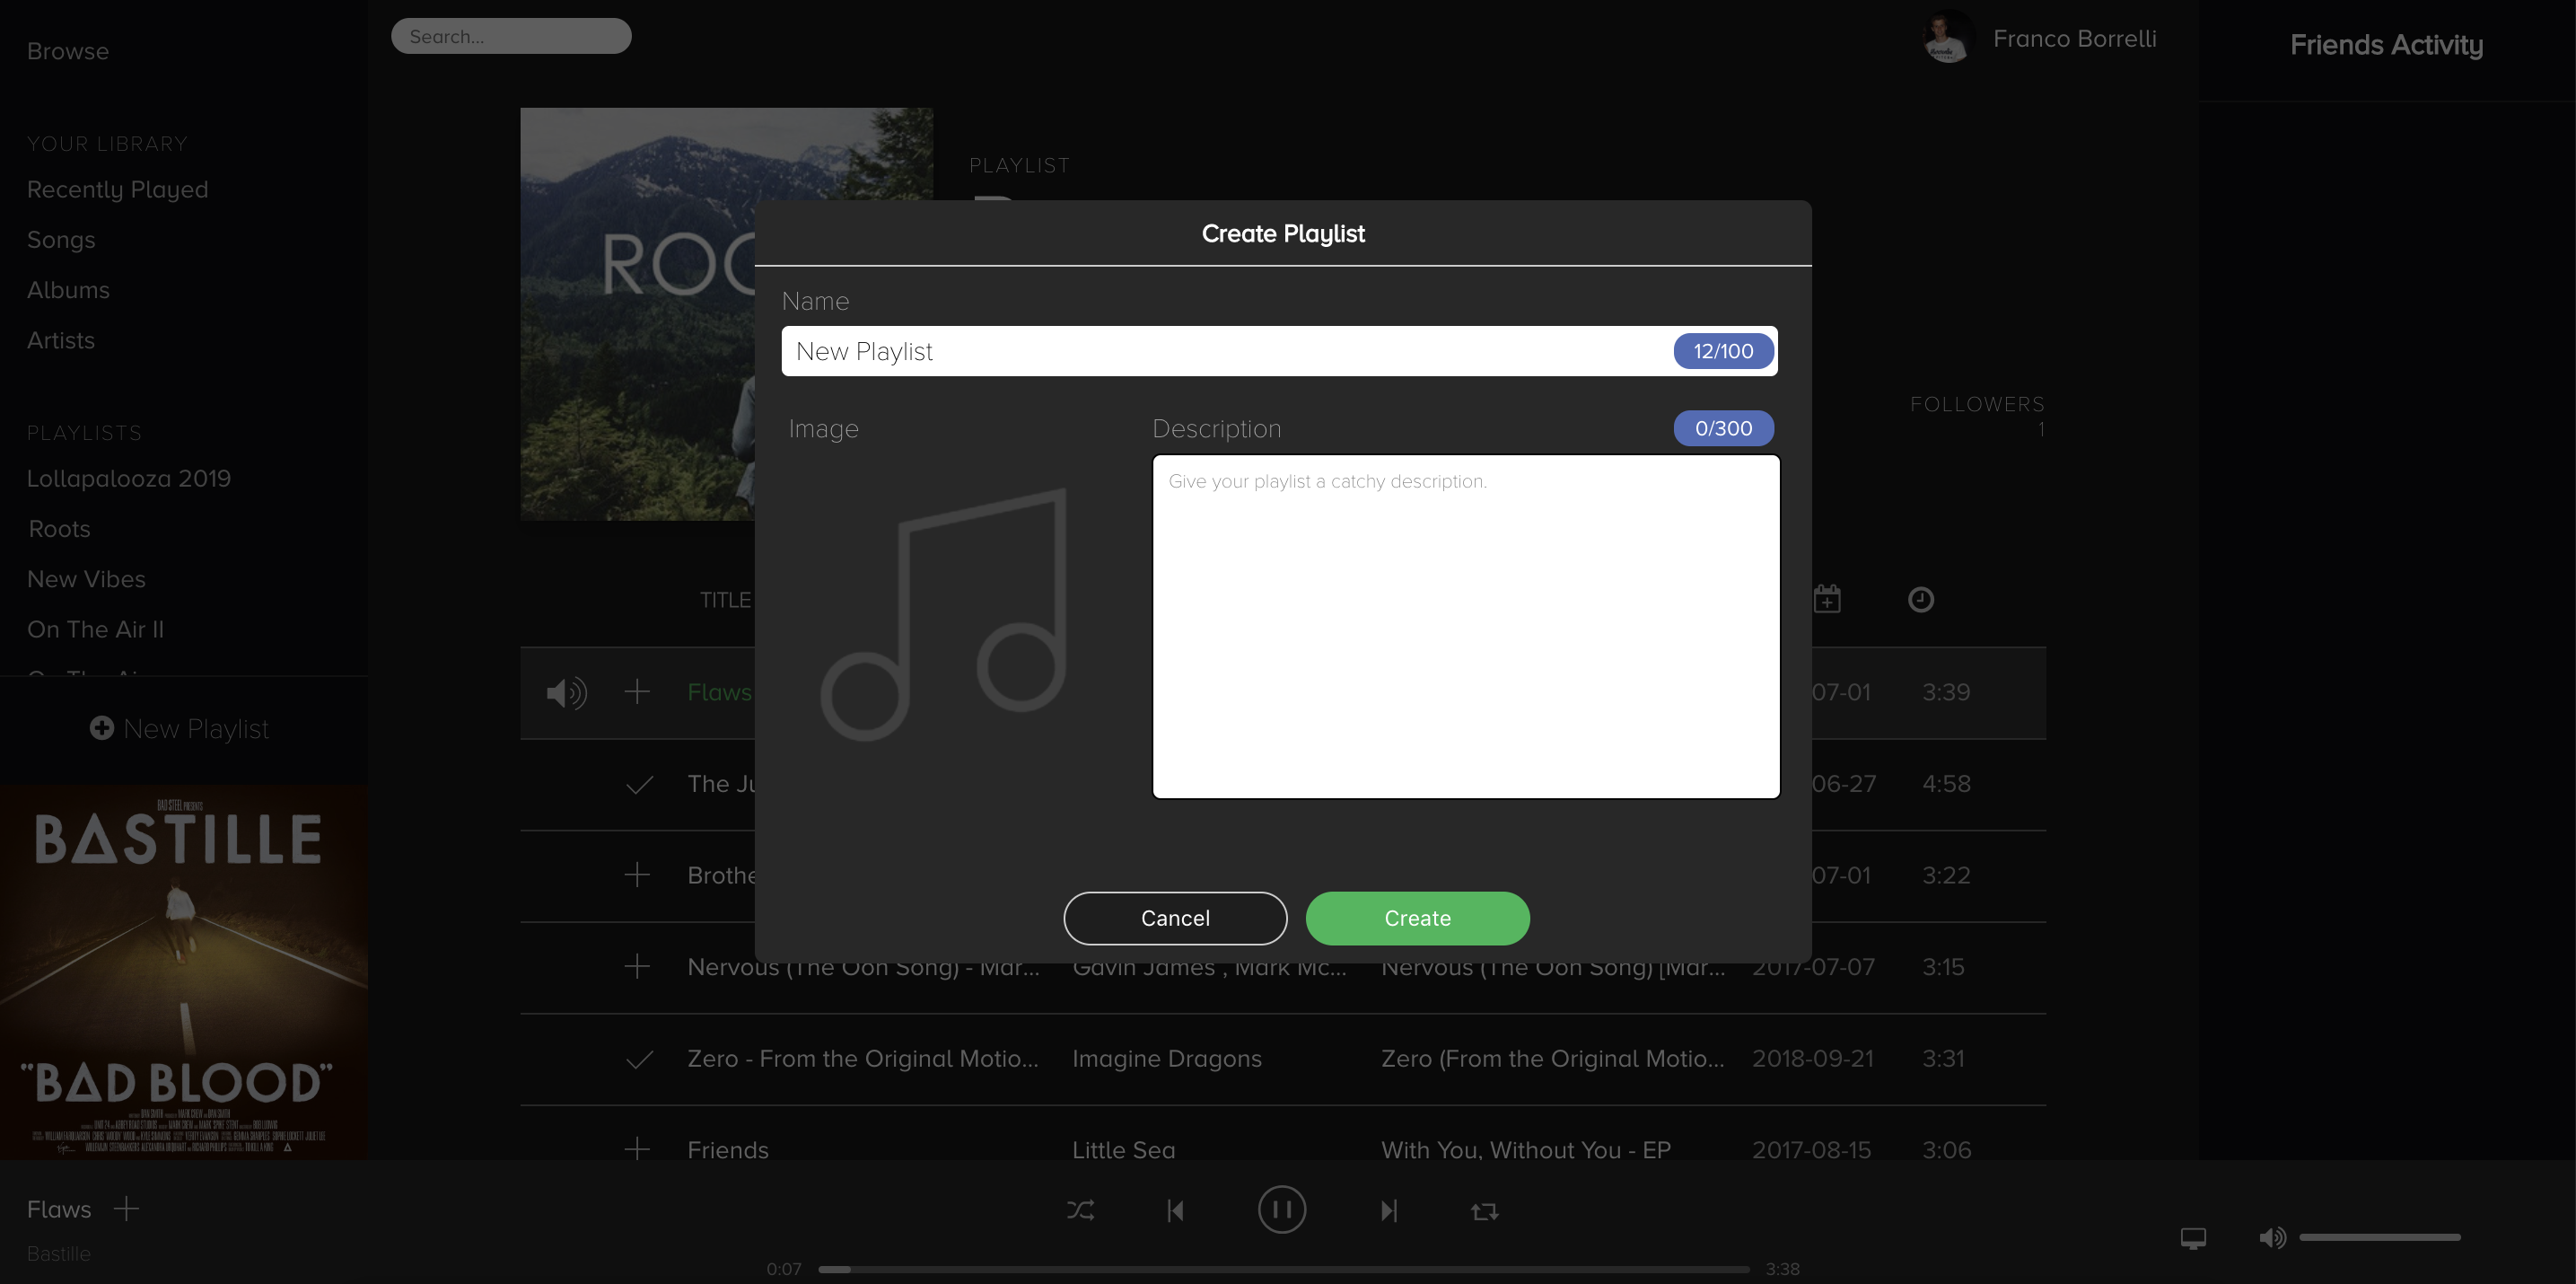 Browse
YOUR LIBRARY
Recently Played
Songs
Albums
Artists
PLAYLISTS
Lollapalooza 2019
Roots
New Vibes
On The Air II
New Playlist
BAD STEEL PRESENTS
BASTILLE
"BAD BLOOD"
Search...
Franco Borrelli
Friends Activity
PLAYLIST
ROO
FOLLOWERS
1
TITLE
Flaws 07-01 3:39
The Ju 06-27 4:58
Brothe 07-01 3:22
Nervous (The Ooh Song) - Mar... Gavin James , Mark Mc... Nervous (The Ooh Song) [Mar... 2017-07-07 3:15
Zero - From the Original Motio... Imagine Dragons Zero (From the Original Motio... 2018-09-21 3:31
Friends Little Sea With You, Without You - EP 2017-08-15 3:06
Create Playlist
Name
New Playlist 12/100
Image
Description 0/300
Give your playlist a catchy description.
Cancel Create
Flaws
Bastille
0:07 3:38